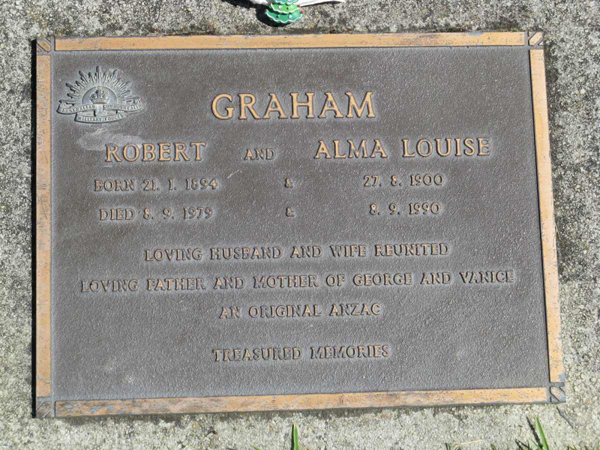 GRAHAM
ROBERT AND ALMA LOUISE
BORN 21. 1. 1894 & 27. 8. 1900
DIED 8. 9. 1979 & 8. 9. 1990
LOVING HUSBAND AND WIFE REUNITED
LOVING FATHER AND MOTHER OF GEORGE AND VANICE
AN ORIGINAL ANZAC
TREASURED MEMORIES